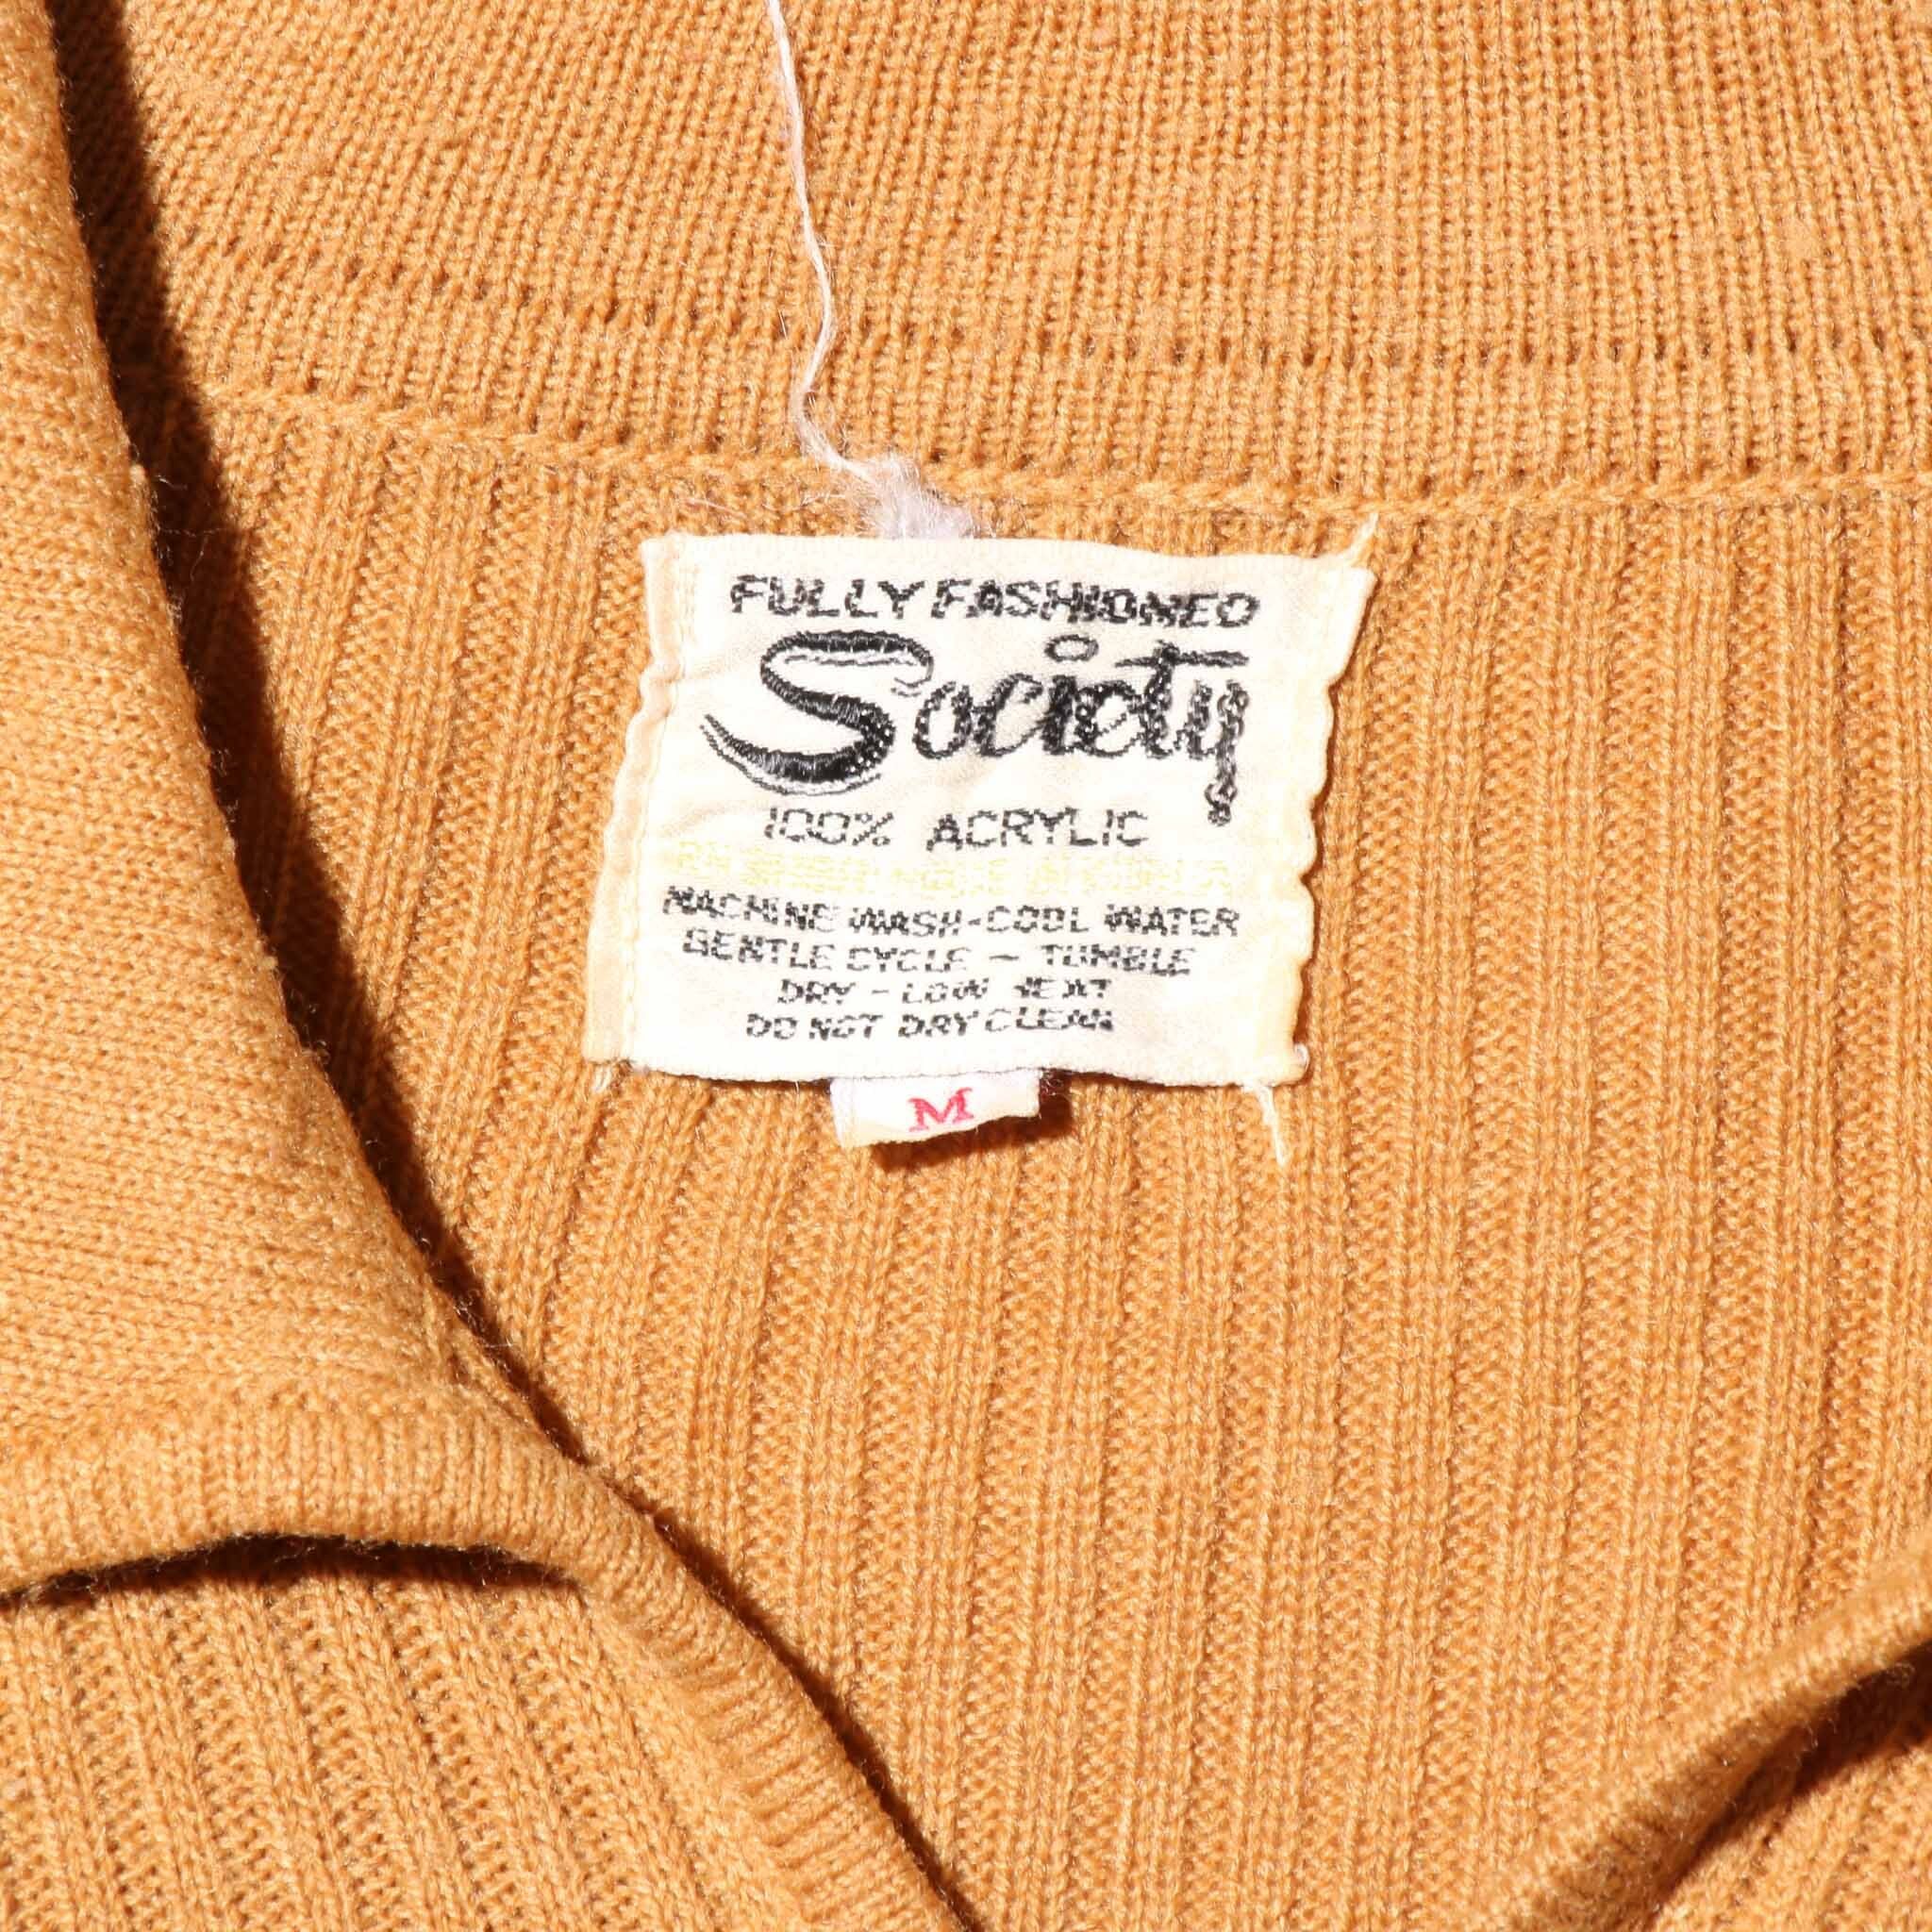 FULLY FASHIONED
Society
100% ACRYLIC
MACHINE WASH-COOL WATER
GENTLE CYCLE - TUMBLE
DRY - LOW HEAT
DO NOT DRY CLEAN
M